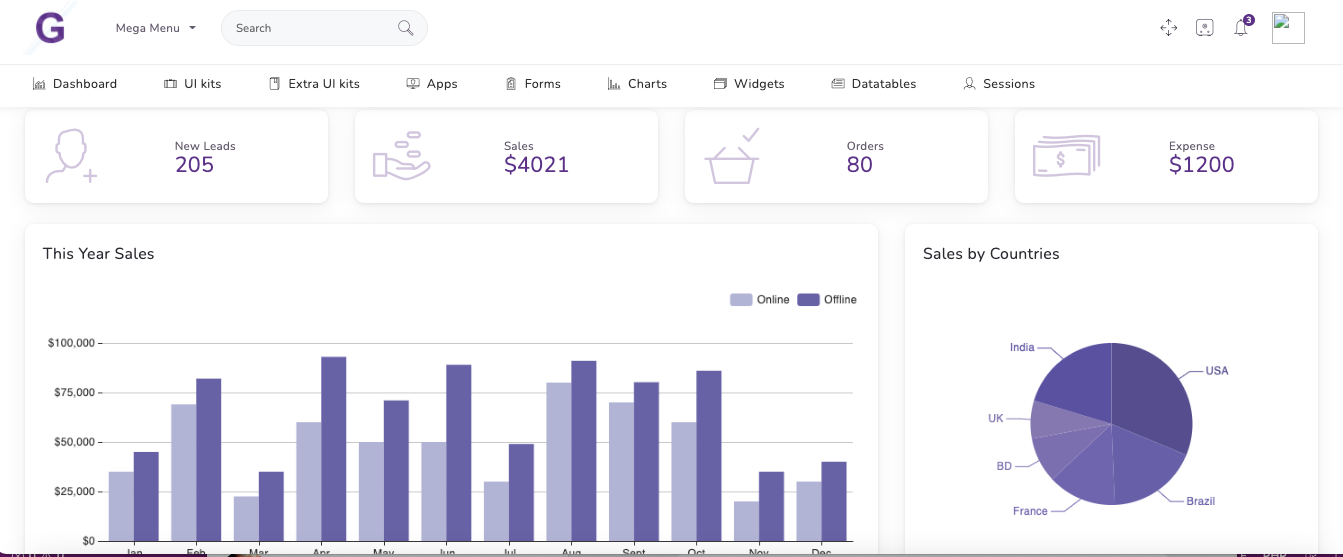 G
Mega Menu
Search
3
Dashboard UI kits Extra UI kits Apps Forms Charts Widgets Datatables Sessions
New Leads
205
Sales
$4021
Orders
80
Expense
$1200
This Year Sales
Online Offline
$100,000
$75,000
$50,000
$25,000
$0
Jan Feb Mar Apr May Jun Jul Aug Sept Oct Nov Dec
Sales by Countries
India
USA
UK
BD
France
Brazil